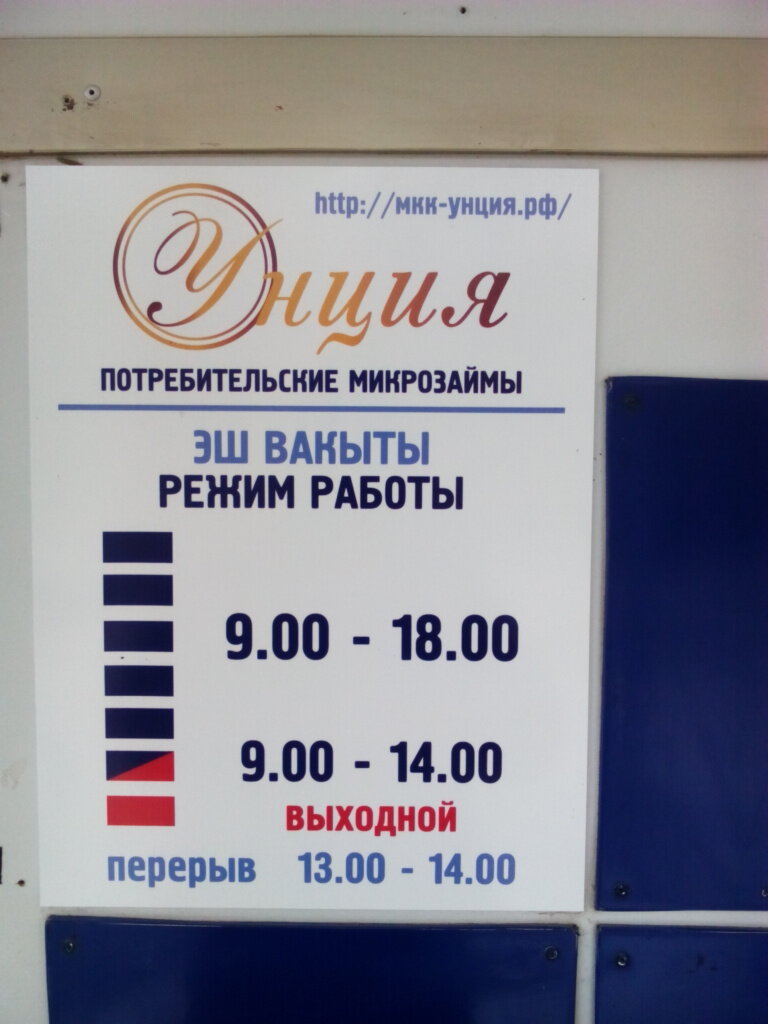 http://мкк-унция.рф/
Унция
ПОТРЕБИТЕЛЬСКИЕ МИКРОЗАЙМЫ
ЭШ ВАКЫТЫ
РЕЖИМ РАБОТЫ
9.00 - 18.00
9.00 - 14.00
ВЫХОДНОЙ
перерыв 13.00 - 14.00